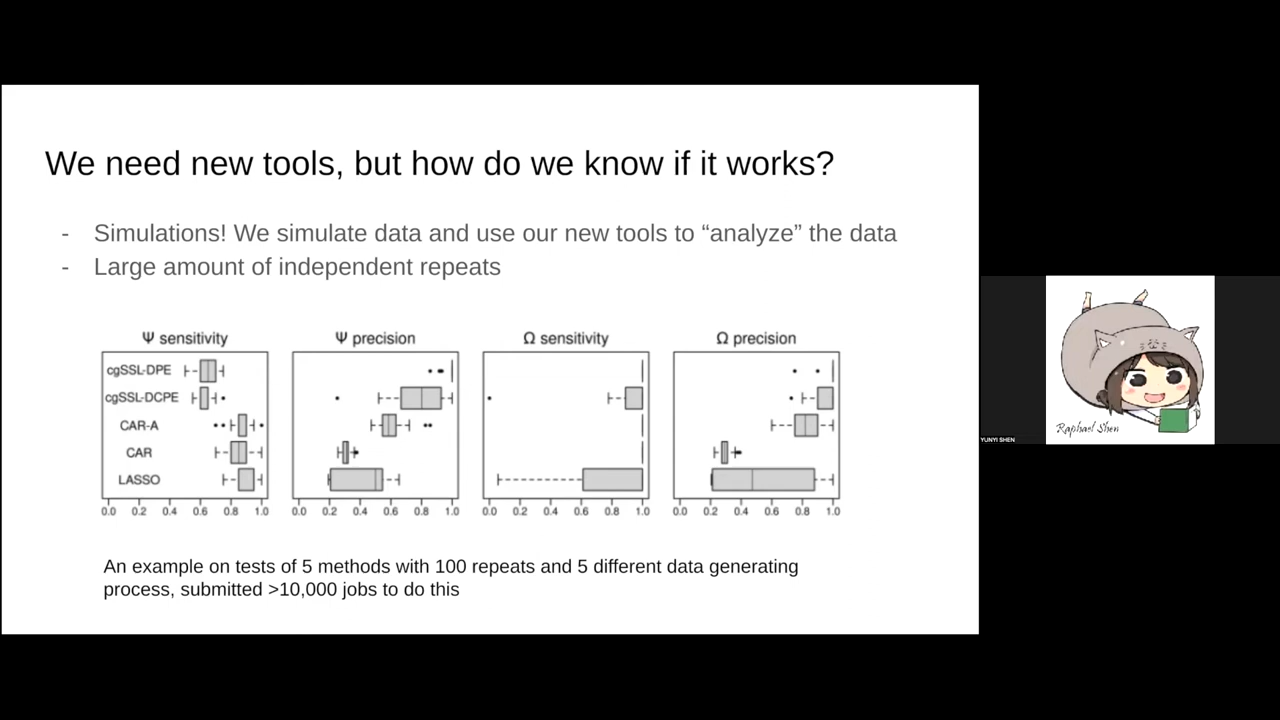 We need new tools, but how do we know if it works?
- Simulations! We simulate data and use our new tools to “analyze” the data
- Large amount of independent repeats
Ψ sensitivity
cgSSL-DPE
cgSSL-DCPE
CAR-A
CAR
LASSO
0.0 0.2 0.4 0.6 0.8 1.0
Ψ precision
0.0 0.2 0.4 0.6 0.8 1.0
Ω sensitivity
0.0 0.2 0.4 0.6 0.8 1.0
Ω precision
0.0 0.2 0.4 0.6 0.8 1.0
An example on tests of 5 methods with 100 repeats and 5 different data generating
process, submitted >10,000 jobs to do this
Raphael Shen
YUNYI SHEN